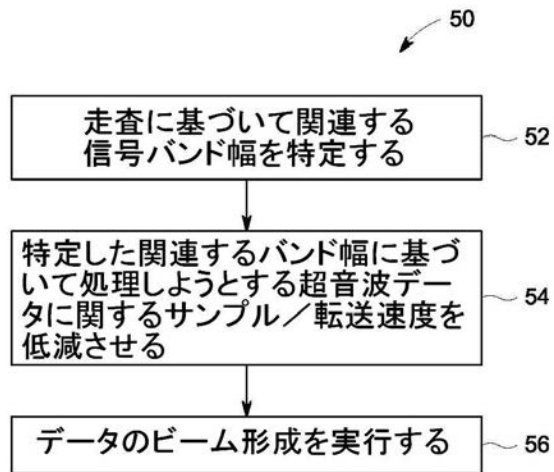 50
走査に基づいて関連する
信号バンド幅を特定する
52
特定した関連するバンド幅に基
づいて処理しようとする超音波デー
タに関するサンプル／転送速度を
低減させる
54
データのビーム形成を実行する
56